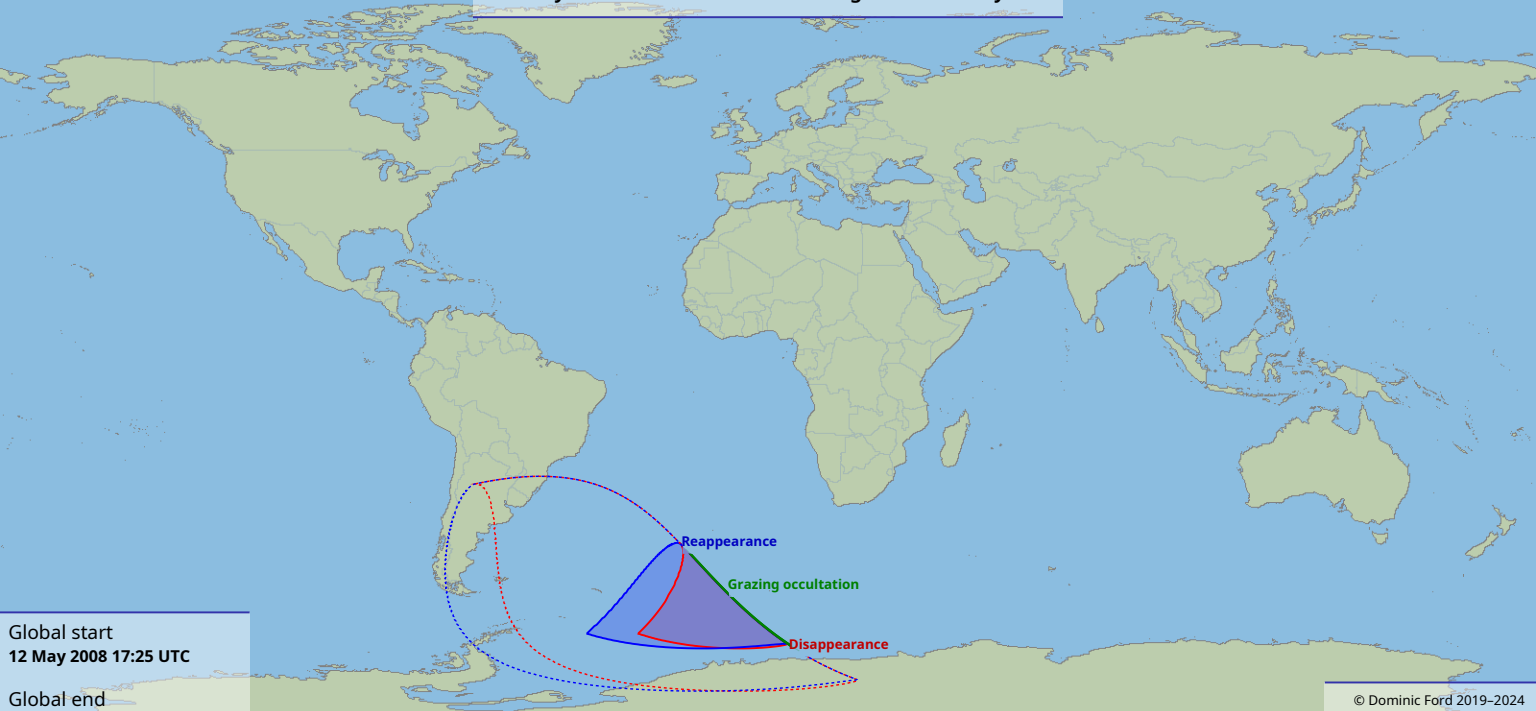 Reappearance
Grazing occultation
Disappearance
Global start
12 May 2008 17:25 UTC
Global end
© Dominic Ford 2019–2024